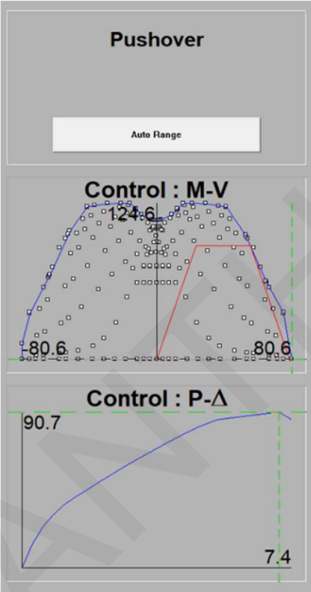 Pushover
Auto Range
Control : M-V
124.6
-80.6
80.6
Control : P-Δ
90.7
7.4